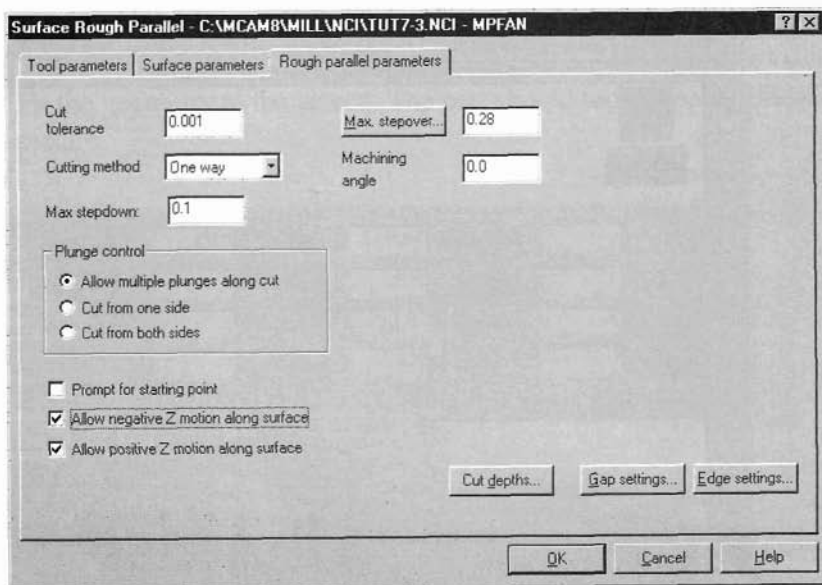 Surface Rough Parallel - C:\MCAM8\MILL\NCI\TUT7-3.NCI - MPFAN
Tool parameters Surface parameters Rough parallel parameters
Cut tolerance 0.001
Max. stepover... 0.28
Cutting method One way
Machining angle 0.0
Max stepdown: 0.1
Plunge control
Allow multiple plunges along cut
Cut from one side
Cut from both sides
Prompt for starting point
Allow negative Z motion along surface
Allow positive Z motion along surface
Cut depths... Gap settings... Edge settings...
OK Cancel Help